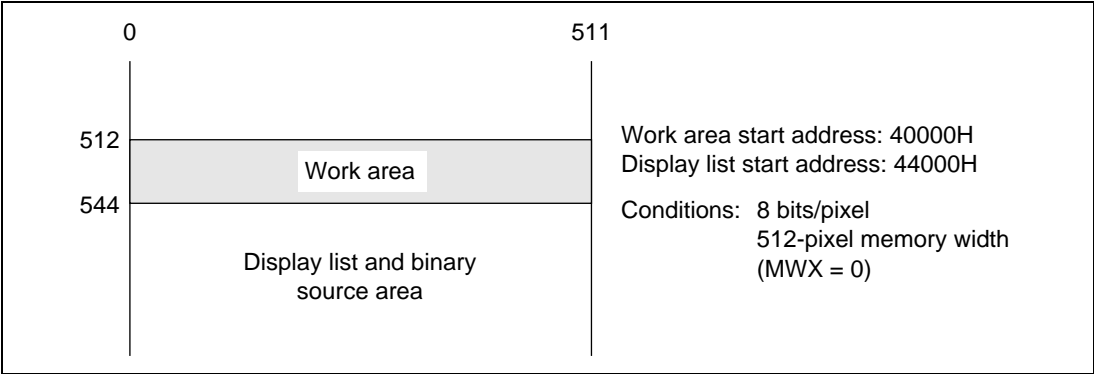 0
511
512
Work area
544
Display list and binary
source area
Work area start address: 40000H
Display list start address: 44000H
Conditions: 8 bits/pixel
512-pixel memory width
(MWX = 0)